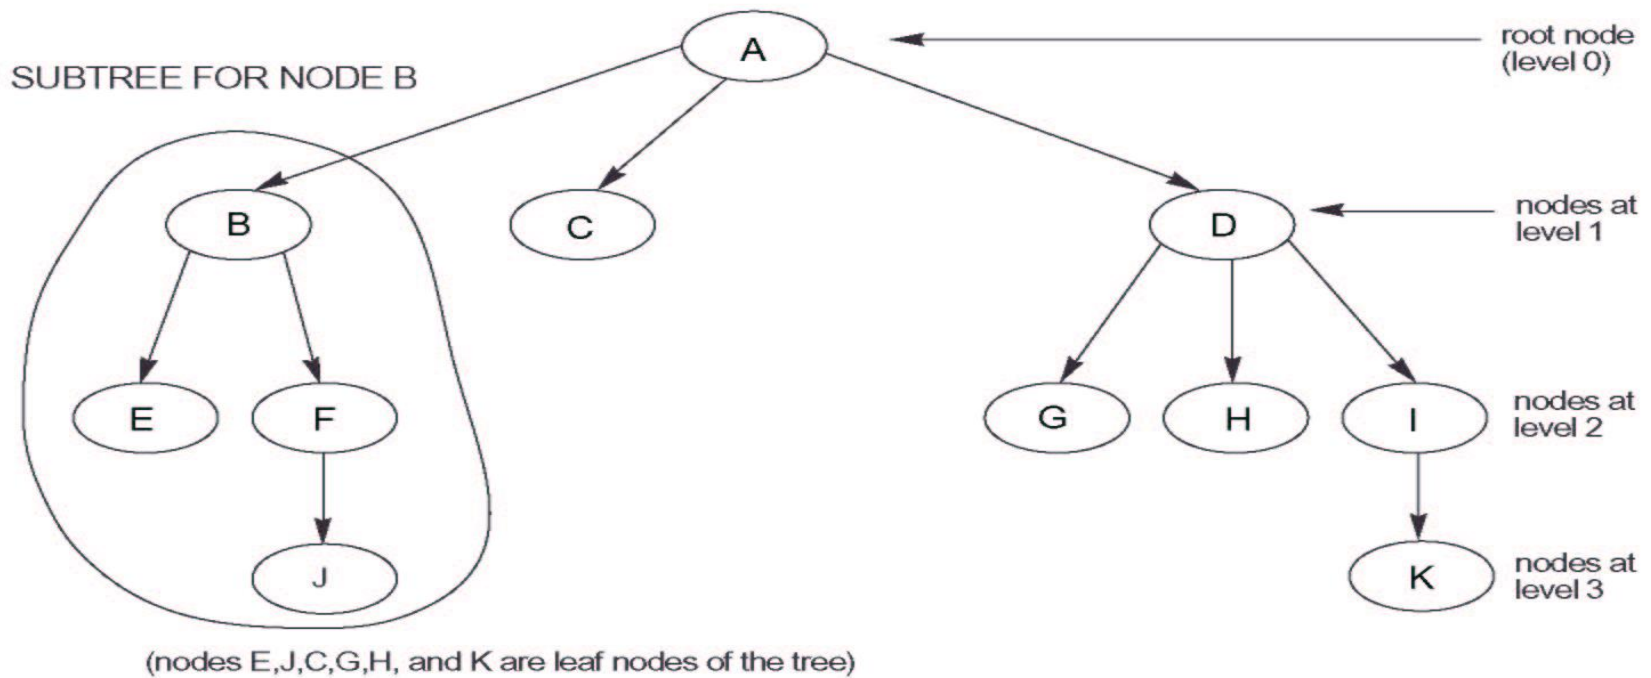 A
root node
(level 0)
SUBTREE FOR NODE B
B
C
D
nodes at
level 1
E
F
G
H
I
nodes at
level 2
J
K
nodes at
level 3
(nodes E,J,C,G,H, and K are leaf nodes of the tree)